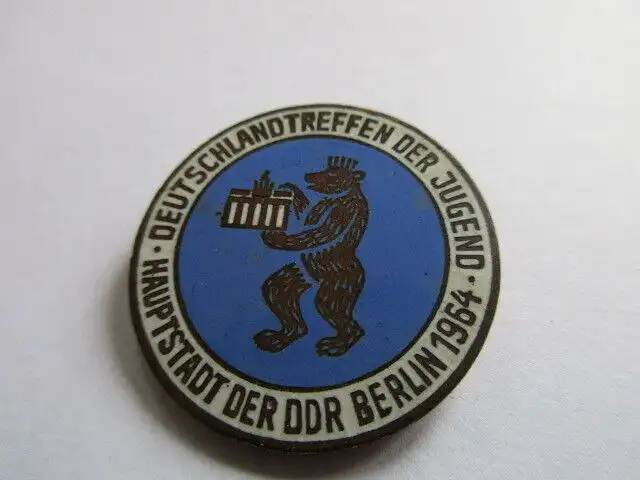 DEUTSCHLANDTREFFEN DER JUGEND
HAUPTSTADT DER DDR BERLIN 1964